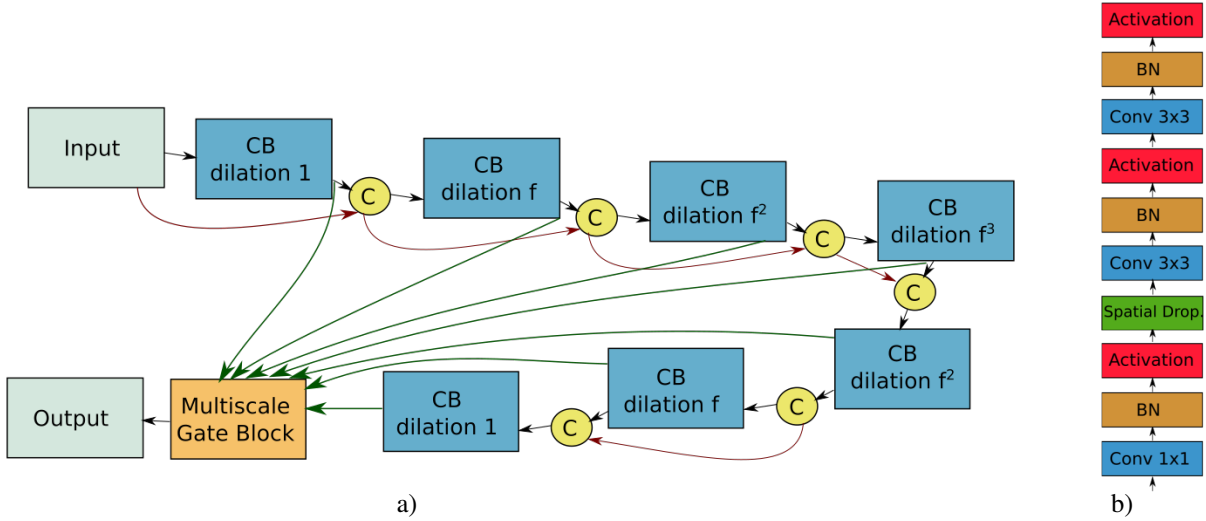 Input
CB
dilation 1
C
CB
dilation f
C
CB
dilation f²
C
CB
dilation f³
C
CB
dilation f²
C
CB
dilation f
C
CB
dilation 1
Multiscale
Gate Block
Output
a)
Activation
BN
Conv 3x3
Activation
BN
Conv 3x3
Spatial Drop.
Activation
BN
Conv 1x1
b)